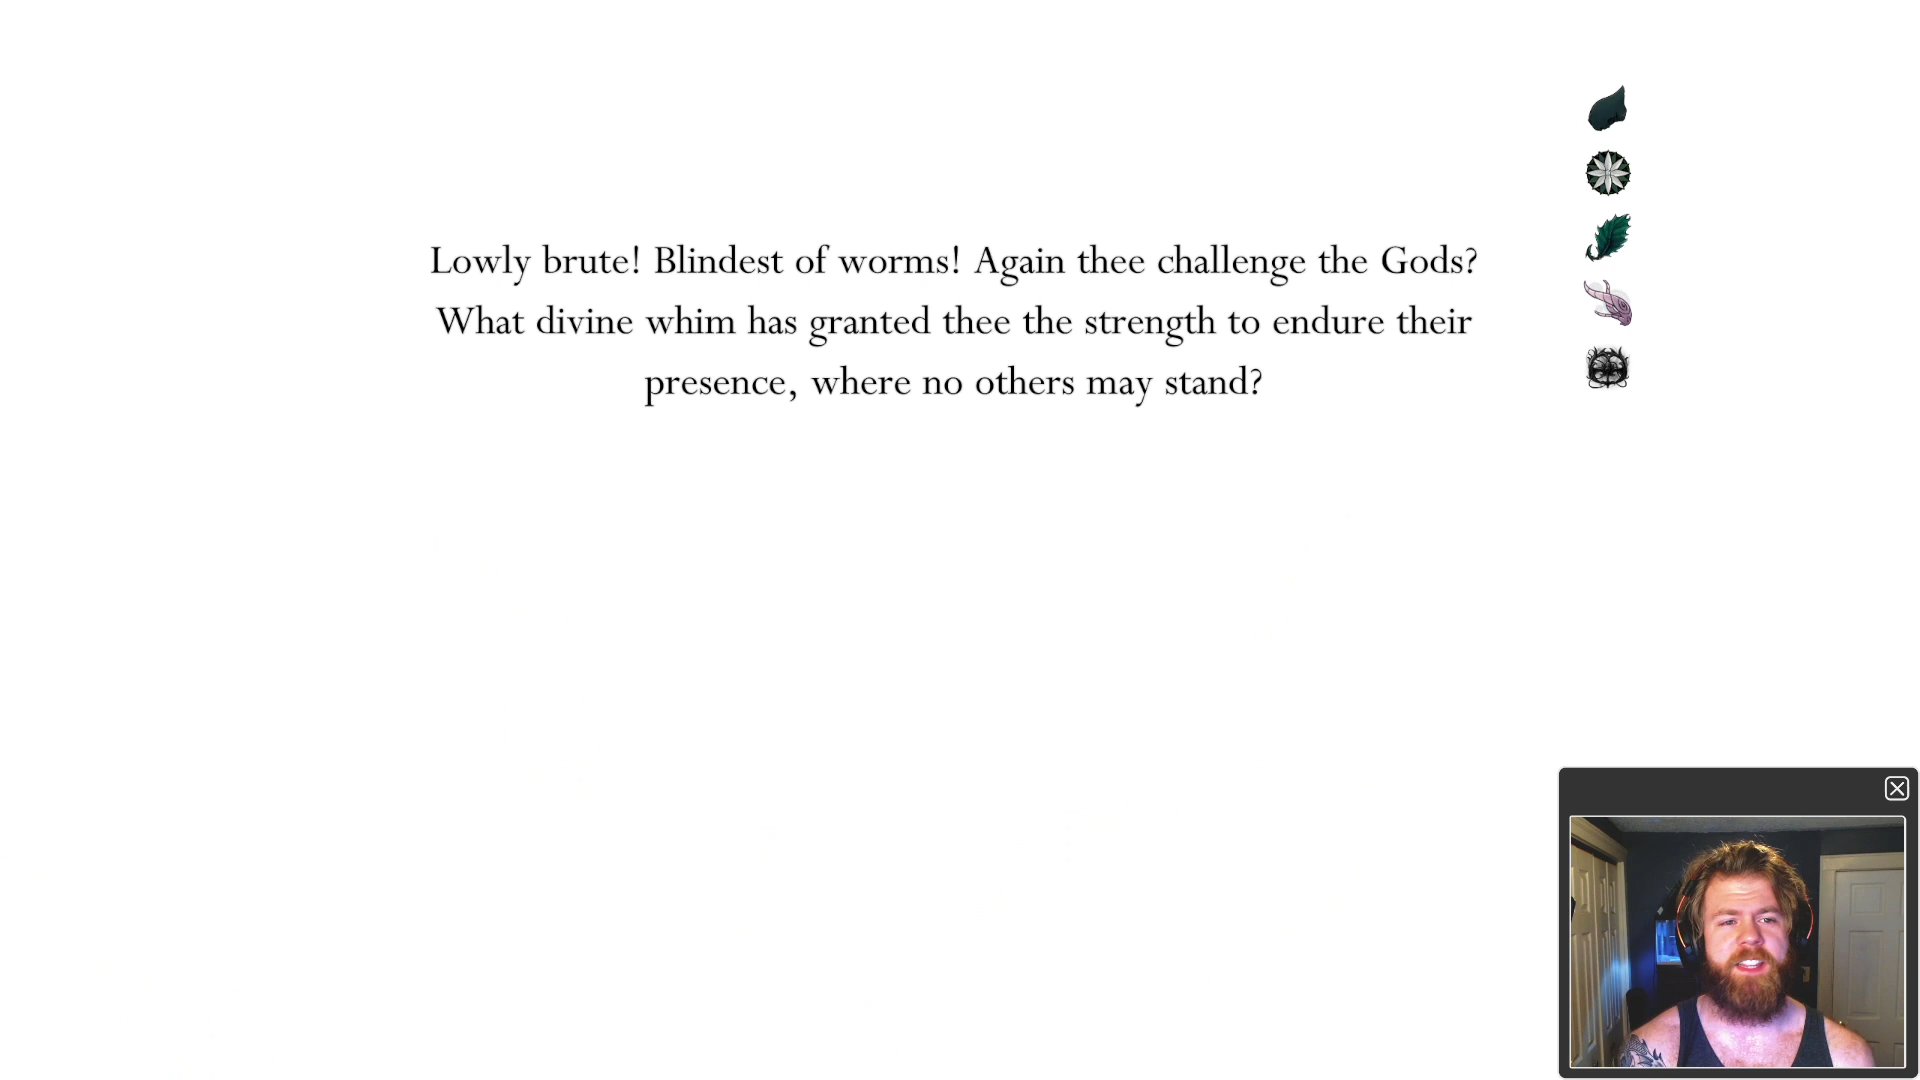 Lowly brute! Blindest of worms! Again thee challenge the Gods?
What divine whim has granted thee the strength to endure their
presence, where no others may stand?